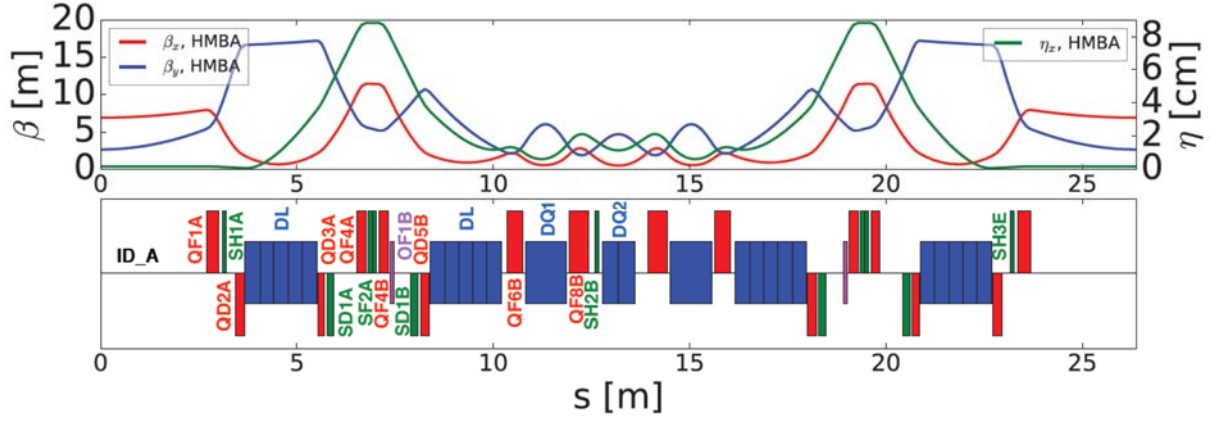 20
15
10
5
0
β [m]
βx, HMBA
βy, HMBA
ηx, HMBA
8
6
4
2
0
η [cm]
0 5 10 15 20 25
ID_A
QF1A
QD2A
SH1A
DL
QD3A
SD1A
QF4A
SF2A
QF4B
OF1B
SD1B
QD5B
DL
QF6B
DQ1
QF8B
SH2B
DQ2
SH3E
0 5 10 15 20 25
s [m]